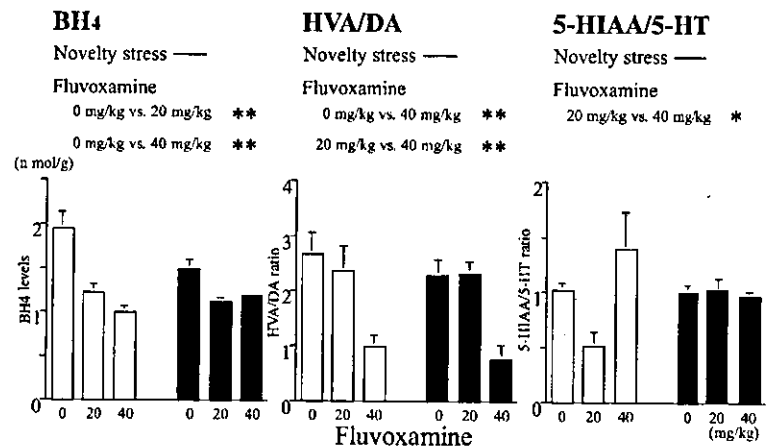 BH4
Novelty stress —
Fluvoxamine
0 mg/kg vs. 20 mg/kg **
0 mg/kg vs. 40 mg/kg **
(n mol/g)
2
1
0
BH4 levels
0 20 40 0 20 40
HVA/DA
Novelty stress —
Fluvoxamine
0 mg/kg vs. 40 mg/kg **
20 mg/kg vs. 40 mg/kg **
4
3
2
1
0
HVA/DA ratio
0 20 40 0 20 40
Fluvoxamine
5-HIAA/5-HT
Novelty stress —
Fluvoxamine
20 mg/kg vs. 40 mg/kg *
2
1
0
5-HIAA/5-HT ratio
0 20 40 0 20 40
(mg/kg)